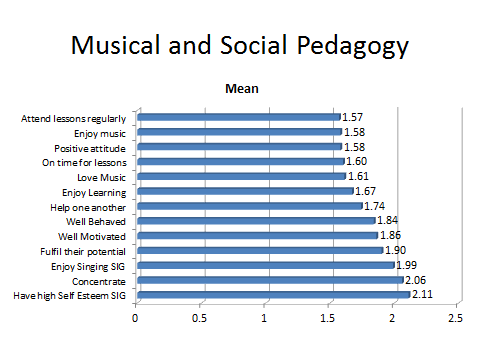 Musical and Social Pedagogy
Mean
Attend lessons regularly 1.57
Enjoy music 1.58
Positive attitude 1.58
On time for lessons 1.60
Love Music 1.61
Enjoy Learning 1.67
Help one another 1.74
Well Behaved 1.84
Well Motivated 1.86
Fulfil their potential 1.90
Enjoy Singing SIG 1.99
Concentrate 2.06
Have high Self Esteem SIG 2.11
0 0.5 1 1.5 2 2.5